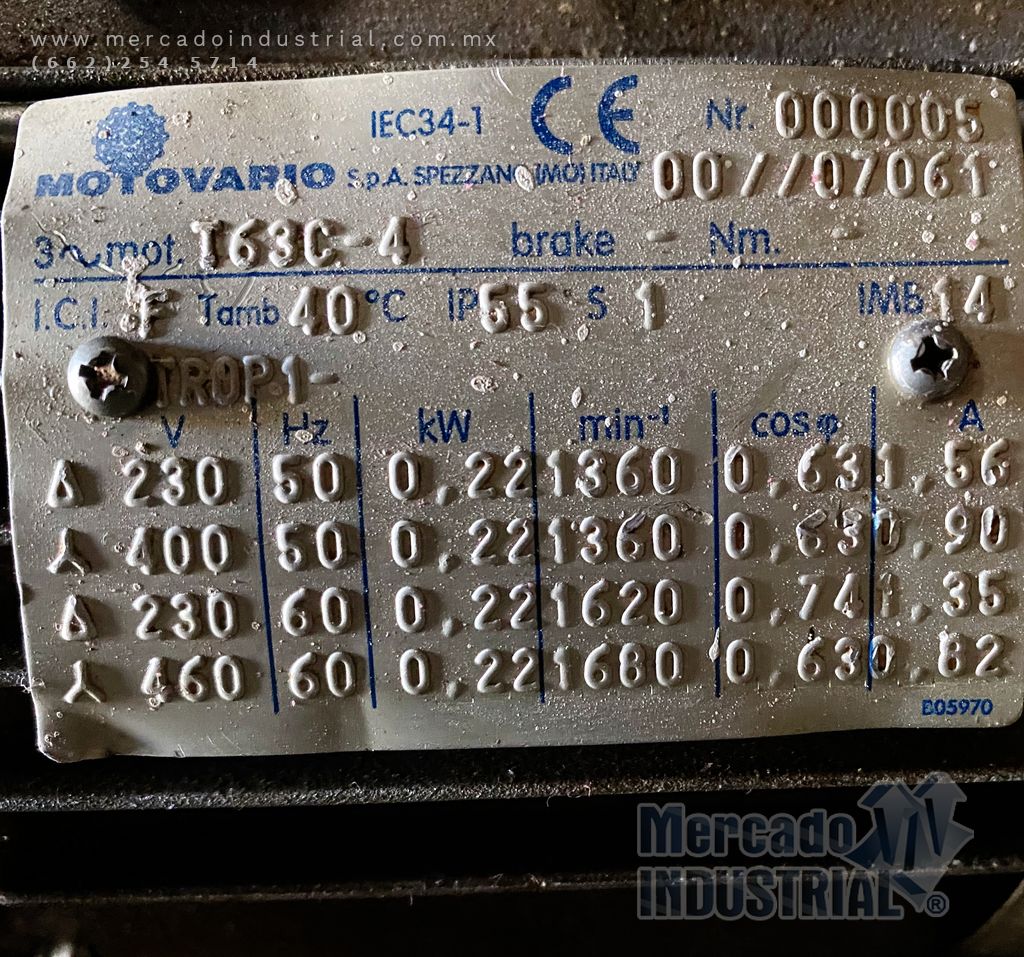 www.mercadoindustrial.com.mx
(662)254 5714
IEC34-1 CE Nr. 000005
MOTOVARIO S.p.A. SPEZZANO (MO) ITALY 00//07061
3~mot. T63C-4 brake - Nm. -
I.C.I. F Tamb 40°C IP55 S 1 IMB14
TROP.1-
V Hz kW min-1 cosφ A
Δ 230 50 0,22 1360 0,63 1,56
Y 400 50 0,22 1360 0,63 0,90
Δ 230 60 0,22 1620 0,74 1,35
Y 460 60 0,22 1680 0,63 0,82
B05970
Mercado
INDUSTRIAL®